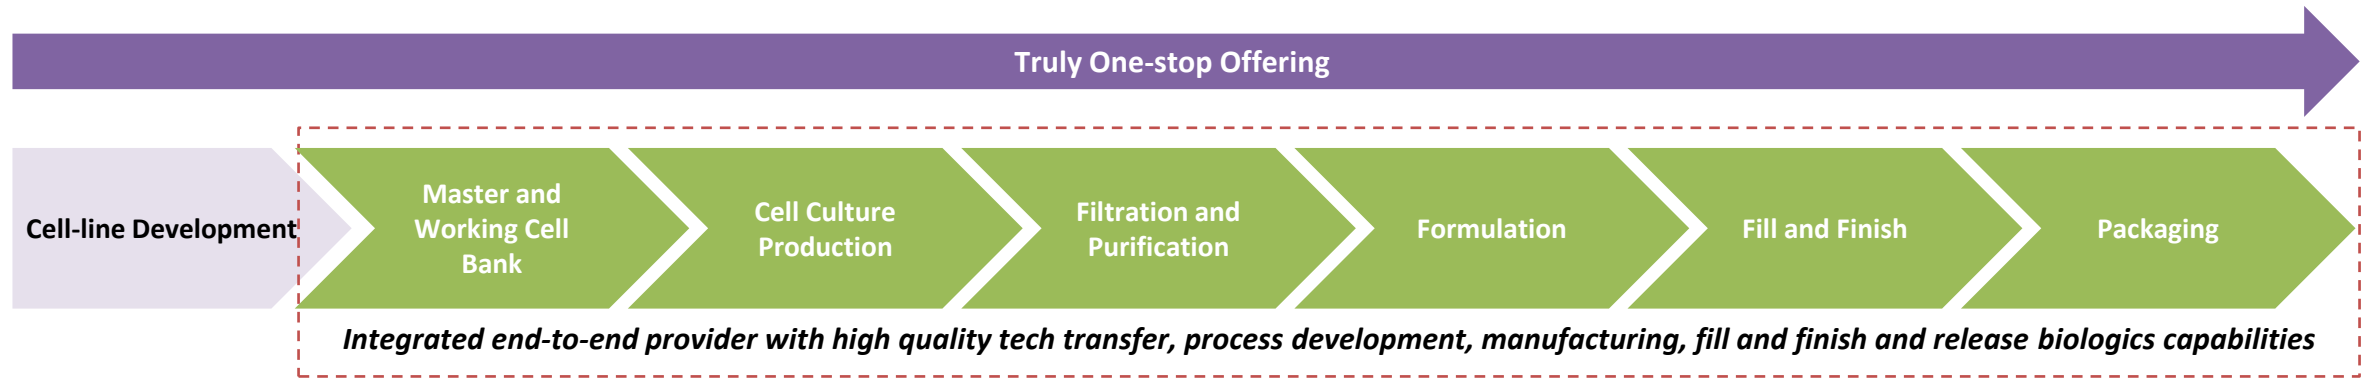 Truly One-stop Offering
Cell-line Development
Master and
Working Cell
Bank
Cell Culture
Production
Filtration and
Purification
Formulation
Fill and Finish
Packaging
Integrated end-to-end provider with high quality tech transfer, process development, manufacturing, fill and finish and release biologics capabilities